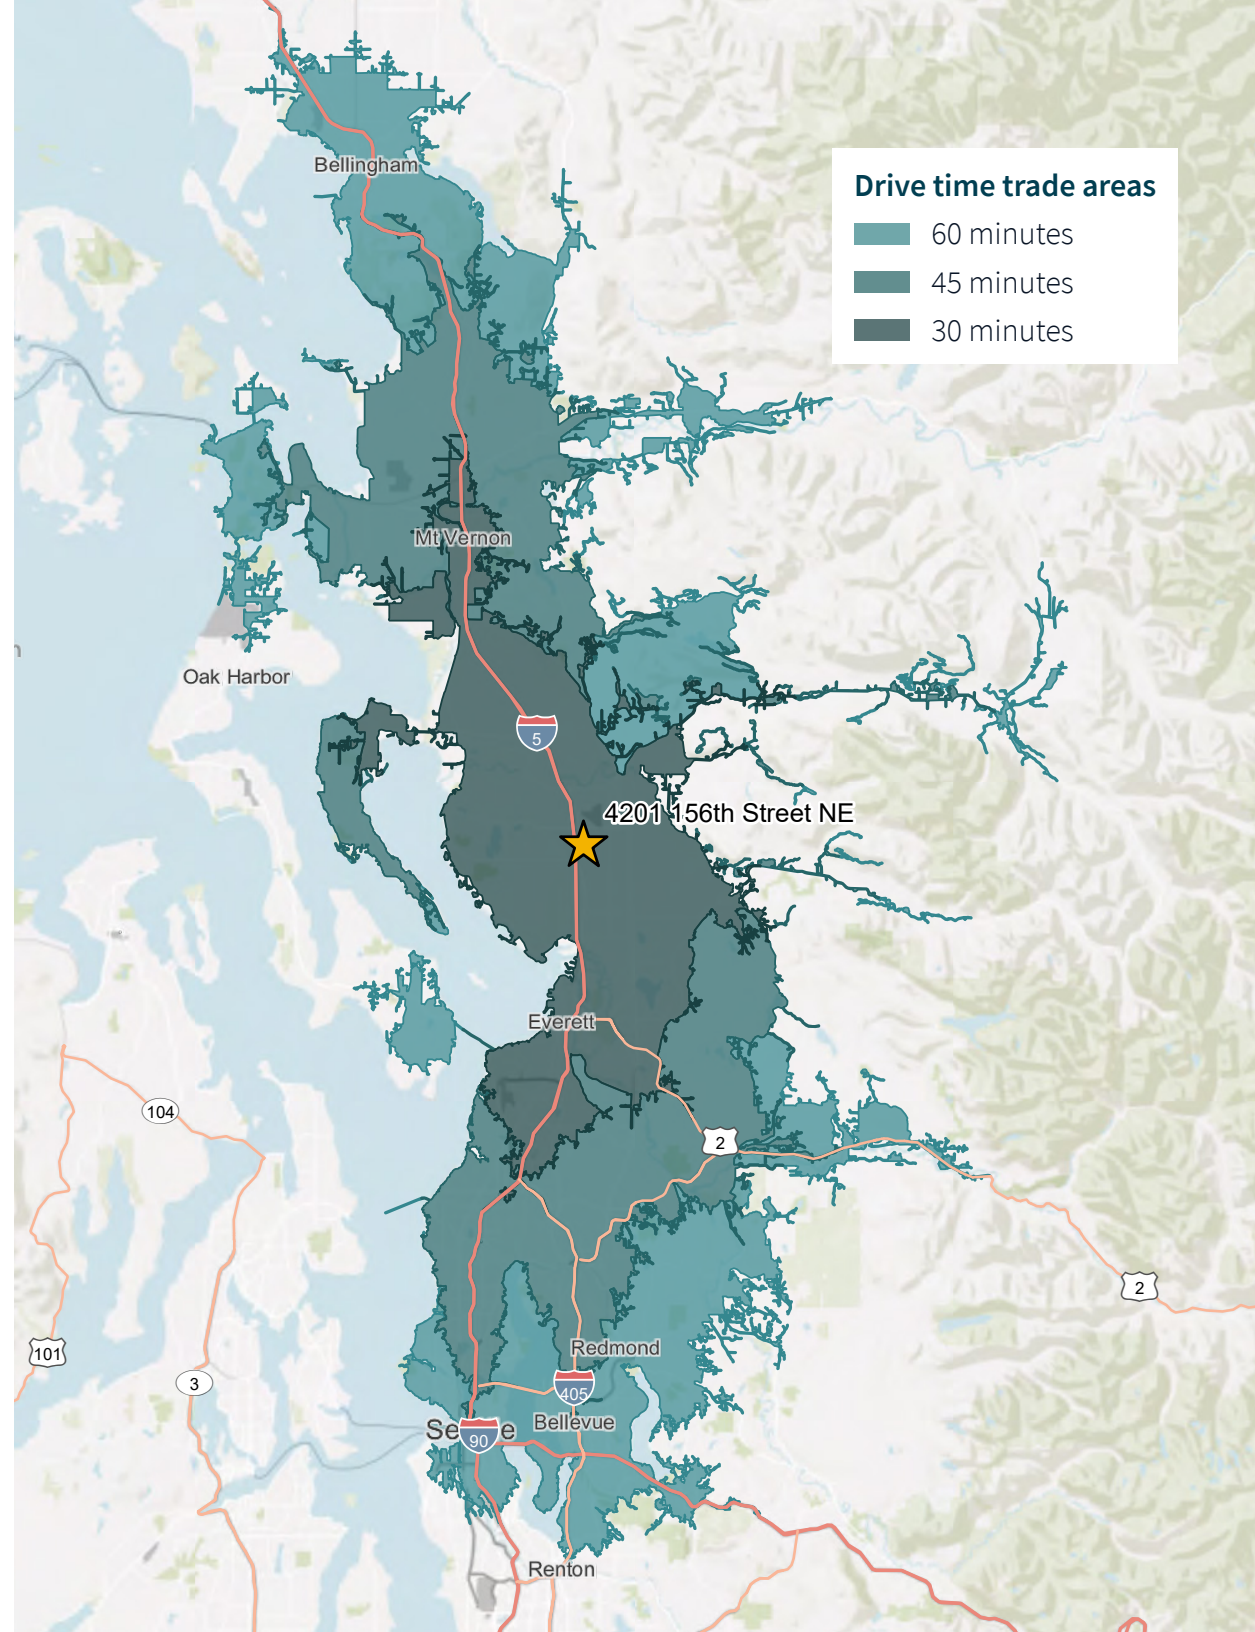 Bellingham
Drive time trade areas
60 minutes
45 minutes
30 minutes
Mt Vernon
Oak Harbor
5
4201 156th Street NE
Everett
104
2
2
101
3
Redmond
405
Bellevue
90
Renton